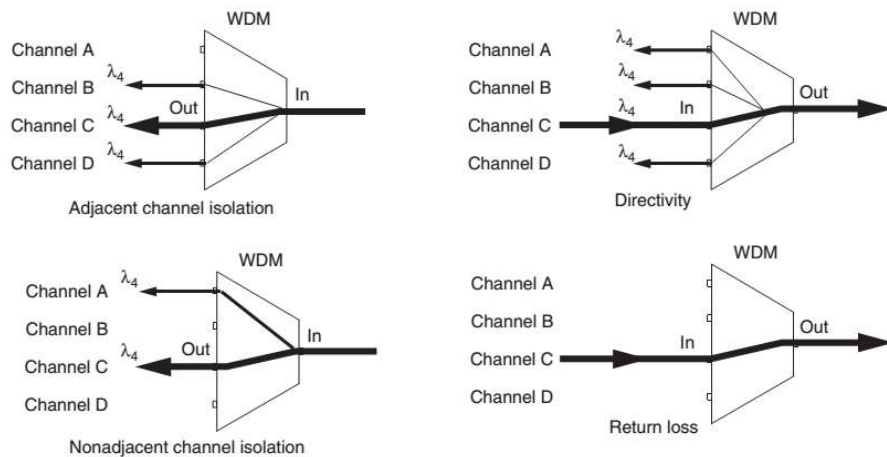 WDM
Channel A
Channel B λ4
Out
In
Channel C λ4
Channel D λ4
Adjacent channel isolation
WDM
Channel A λ4
Channel B λ4
Out
Channel C λ4 In
Channel D λ4
Directivity
WDM
Channel A λ4
Channel B
In
Channel C λ4 Out
Channel D
Nonadjacent channel isolation
WDM
Channel A
Channel B
Out
Channel C In
Channel D
Return loss